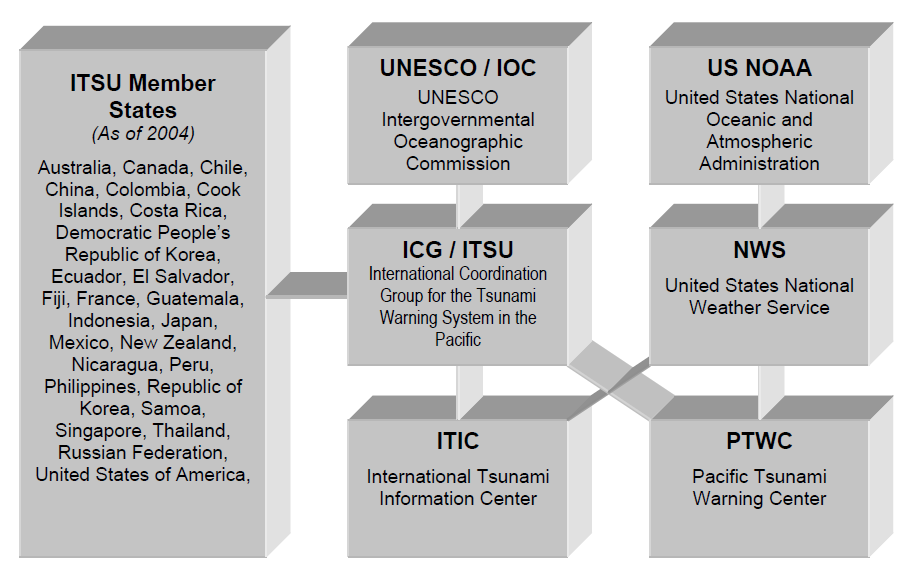 ITSU Member
States
(As of 2004)
Australia, Canada, Chile,
China, Colombia, Cook
Islands, Costa Rica,
Democratic People's
Republic of Korea,
Ecuador, El Salvador,
Fiji, France, Guatemala,
Indonesia, Japan,
Mexico, New Zealand,
Nicaragua, Peru,
Philippines, Republic of
Korea, Samoa,
Singapore, Thailand,
Russian Federation,
United States of America,
UNESCO / IOC
UNESCO
Intergovernmental
Oceanographic
Commission
US NOAA
United States National
Oceanic and
Atmospheric
Administration
ICG / ITSU
International Coordination
Group for the Tsunami
Warning System in the
Pacific
NWS
United States National
Weather Service
ITIC
International Tsunami
Information Center
PTWC
Pacific Tsunami
Warning Center